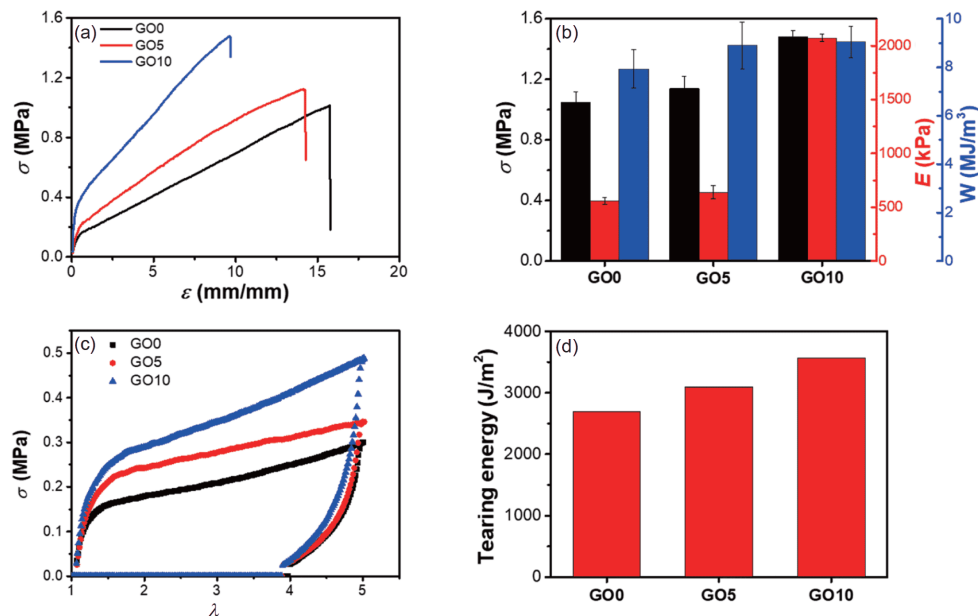 (a)
GO0
GO5
GO10
σ (MPa)
1.6
1.2
0.8
0.4
0.0
0
5
10
15
20
ε (mm/mm)
(b)
σ (MPa)
1.6
1.2
0.8
0.4
0.0
GO0
GO5
GO10
2000
1500
1000
500
0
E (kPa)
10
8
6
4
2
0
W (MJ/m³)
(c)
GO0
GO5
GO10
σ (MPa)
0.5
0.4
0.3
0.2
0.1
0.0
1
2
3
4
5
λ
(d)
Tearing energy (J/m²)
4000
3000
2000
1000
0
GO0
GO5
GO10